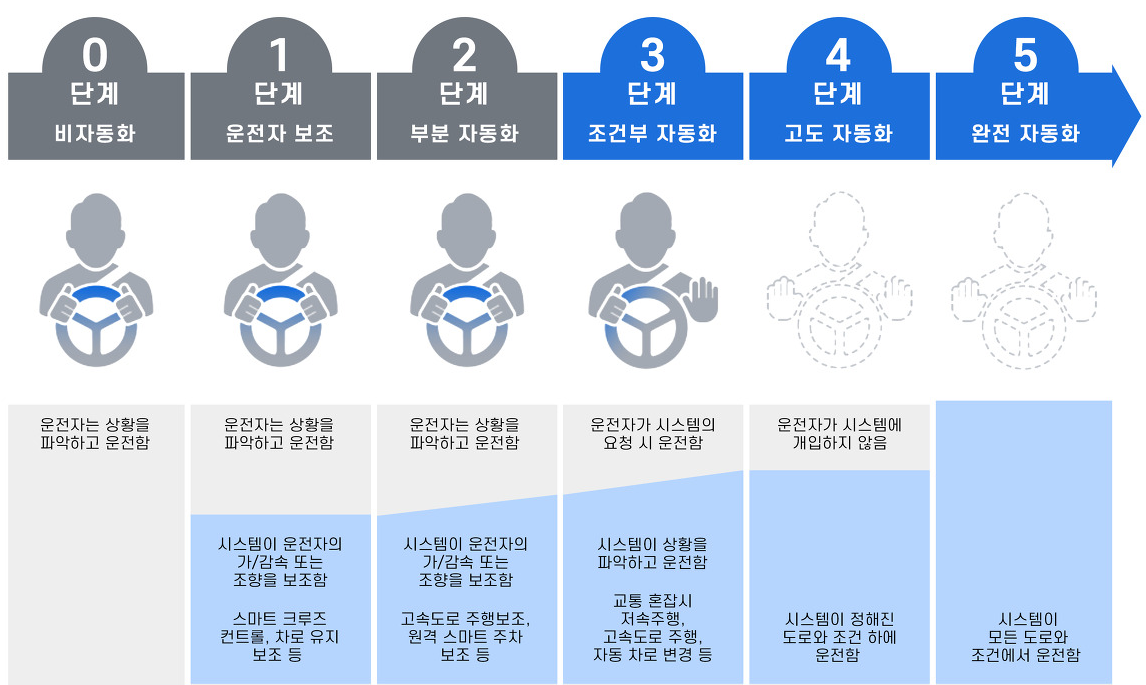 0
단계
비자동화
1
단계
운전자 보조
2
단계
부분 자동화
3
단계
조건부 자동화
4
단계
고도 자동화
5
단계
완전 자동화
운전자는 상황을
파악하고 운전함
운전자는 상황을
파악하고 운전함
시스템이 운전자의
가/감속 또는
조향을 보조함
스마트 크루즈
컨트롤, 차로 유지
보조 등
운전자는 상황을
파악하고 운전함
시스템이 운전자의
가/감속 또는
조향을 보조함
고속도로 주행보조,
원격 스마트 주차
보조 등
운전자가 시스템의
요청 시 운전함
시스템이 상황을
파악하고 운전함
교통 혼잡시
저속주행,
고속도로 주행,
자동 차로 변경 등
운전자가 시스템에
개입하지 않음
시스템이 정해진
도로와 조건 하에
운전함
시스템이
모든 도로와
조건에서 운전함